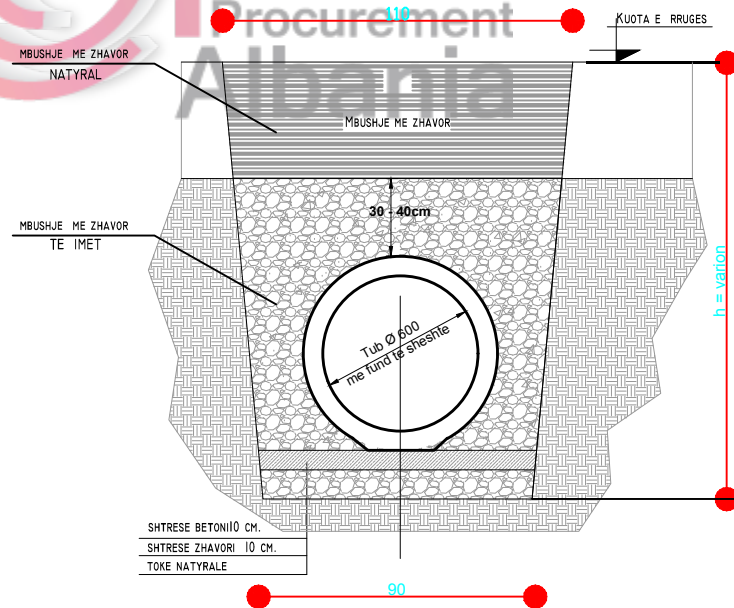 Procurement
Albania
110
KUOTA E RRUGES
MBUSHJE ME ZHAVOR
NATYRAL
MBUSHJE ME ZHAVOR
30 - 40cm
MBUSHJE ME ZHAVOR
TE IMET
h = varion
Tub Ø 600
me fund te sheshte
SHTRESE BETONI10 CM.
SHTRESE ZHAVORI 10 CM.
TOKE NATYRALE
90